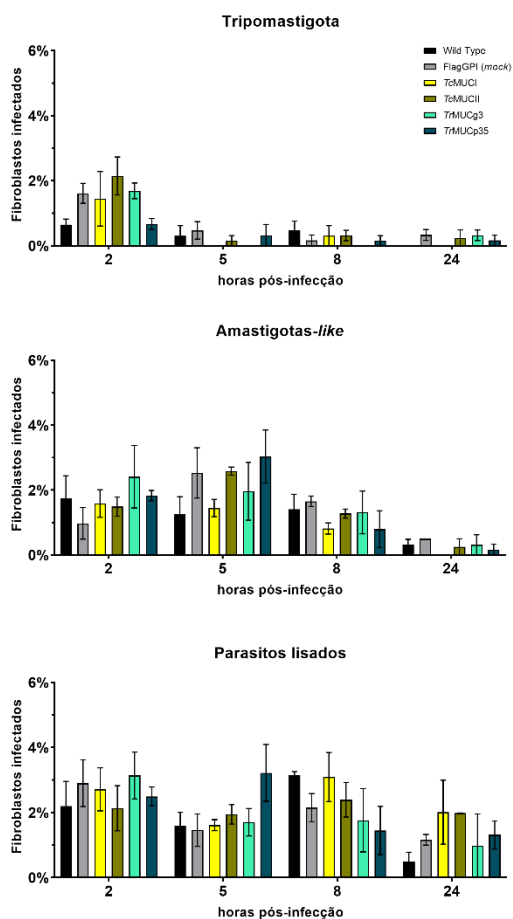 Tripomastigota
6%
4%
2%
0%
Fibroblastos infectados
Wild Type
FlagGPI (mock)
TcMUCI
TcMUCII
TrMUCg3
TrMUCp35
2 5 8 24
horas pós-infecção
Amastigotas-like
6%
4%
2%
0%
Fibroblastos infectados
2 5 8 24
horas pós-infecção
Parasitos lisados
6%
4%
2%
0%
Fibroblastos infectados
2 5 8 24
horas pós-infecção